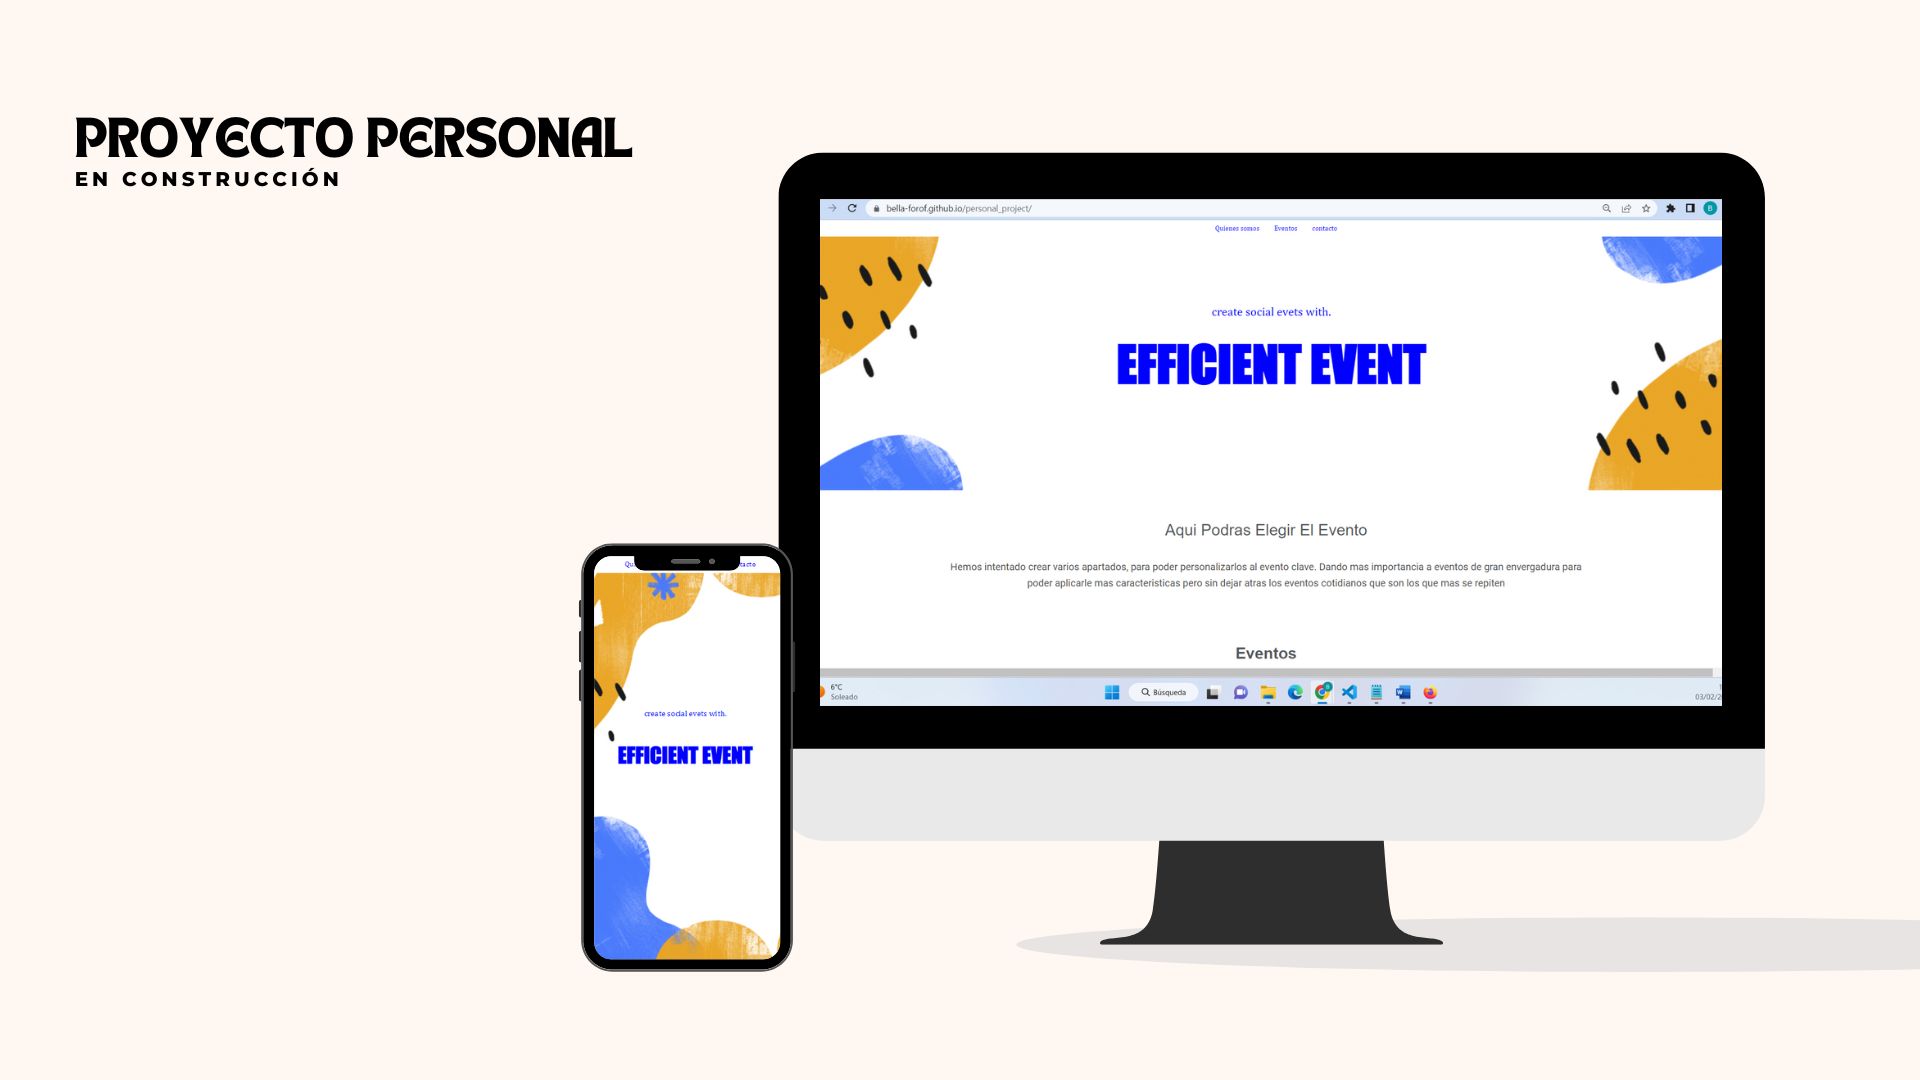 PROYECTO PERSONAL
EN CONSTRUCCIÓN
bella-forof.github.io/personal_project/
B
Quienes somos Eventos contacto
create social evets with.
EFFICIENT EVENT
Aqui Podras Elegir El Evento
Hemos intentado crear varios apartados, para poder personalizarlos al evento clave. Dando mas importancia a eventos de gran envergadura para
poder aplicarle mas caracteristicas pero sin dejar atras los eventos cotidianos que son los que mas se repiten
Eventos
6°C
Soleado
Búsqueda
03/02/2
Qu tacto
create social evets with.
EFFICIENT EVENT